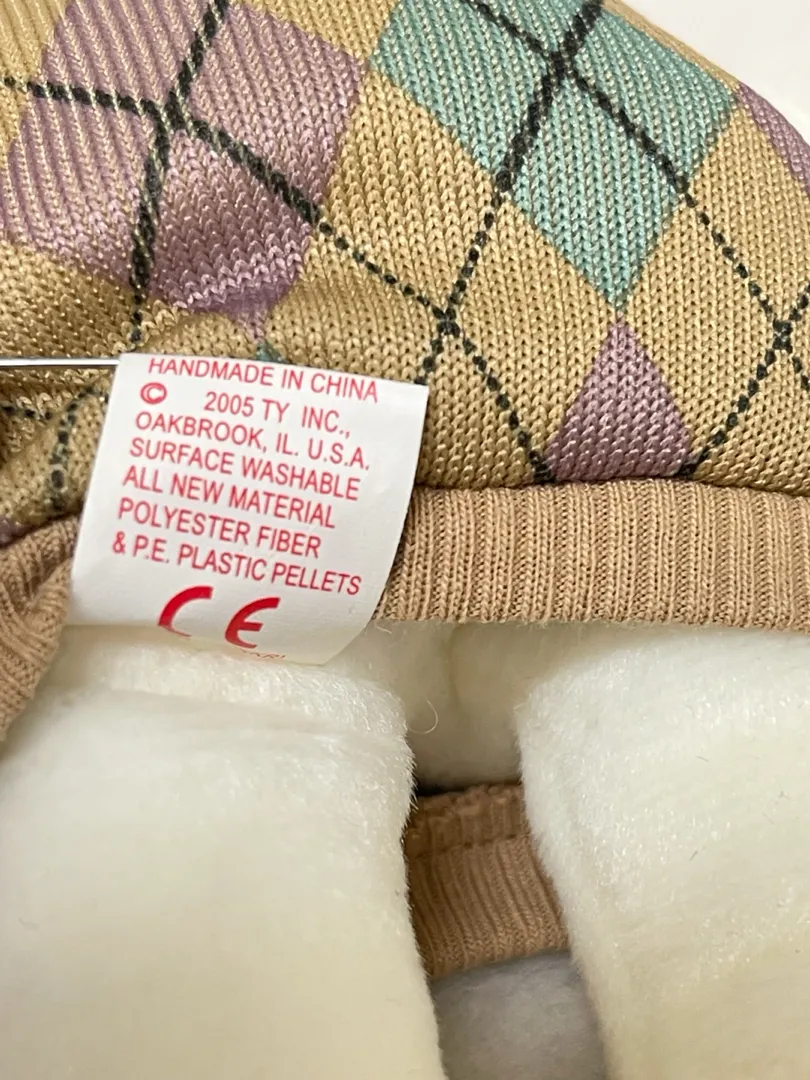 HANDMADE IN CHINA
© 2005 TY INC.,
OAKBROOK, IL. U.S.A.
SURFACE WASHABLE
ALL NEW MATERIAL
POLYESTER FIBER
& P.E. PLASTIC PELLETS
CE